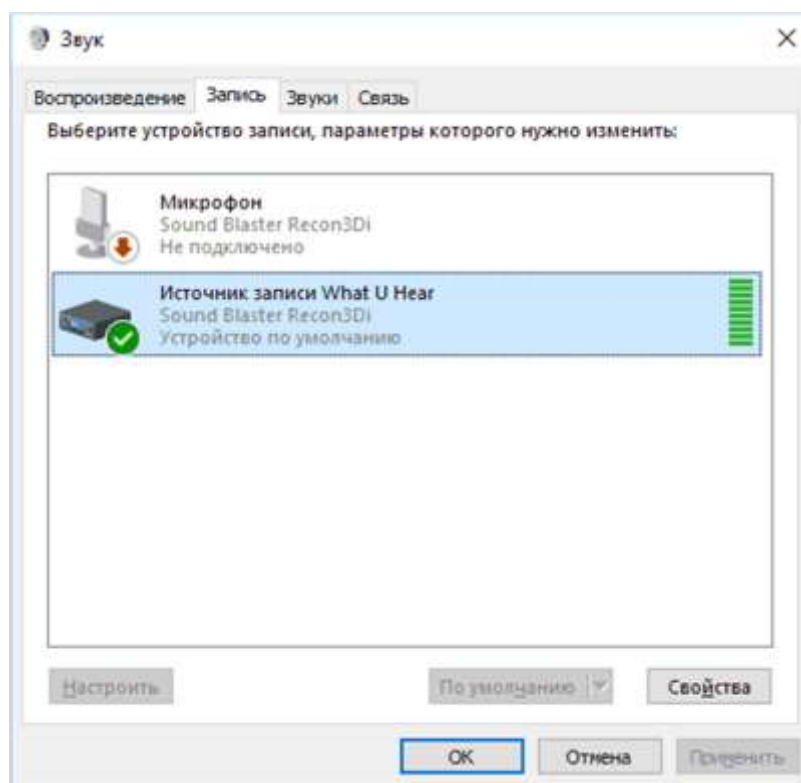 Звук
Воспроизведение Запись Звуки Связь
Выберите устройство записи, параметры которого нужно изменить:
Микрофон
Sound Blaster Recon3Di
Не подключено
Источник записи What U Hear
Sound Blaster Recon3Di
Устройство по умолчанию
Настроить По умолчанию Свойства
ОК Отмена Применить